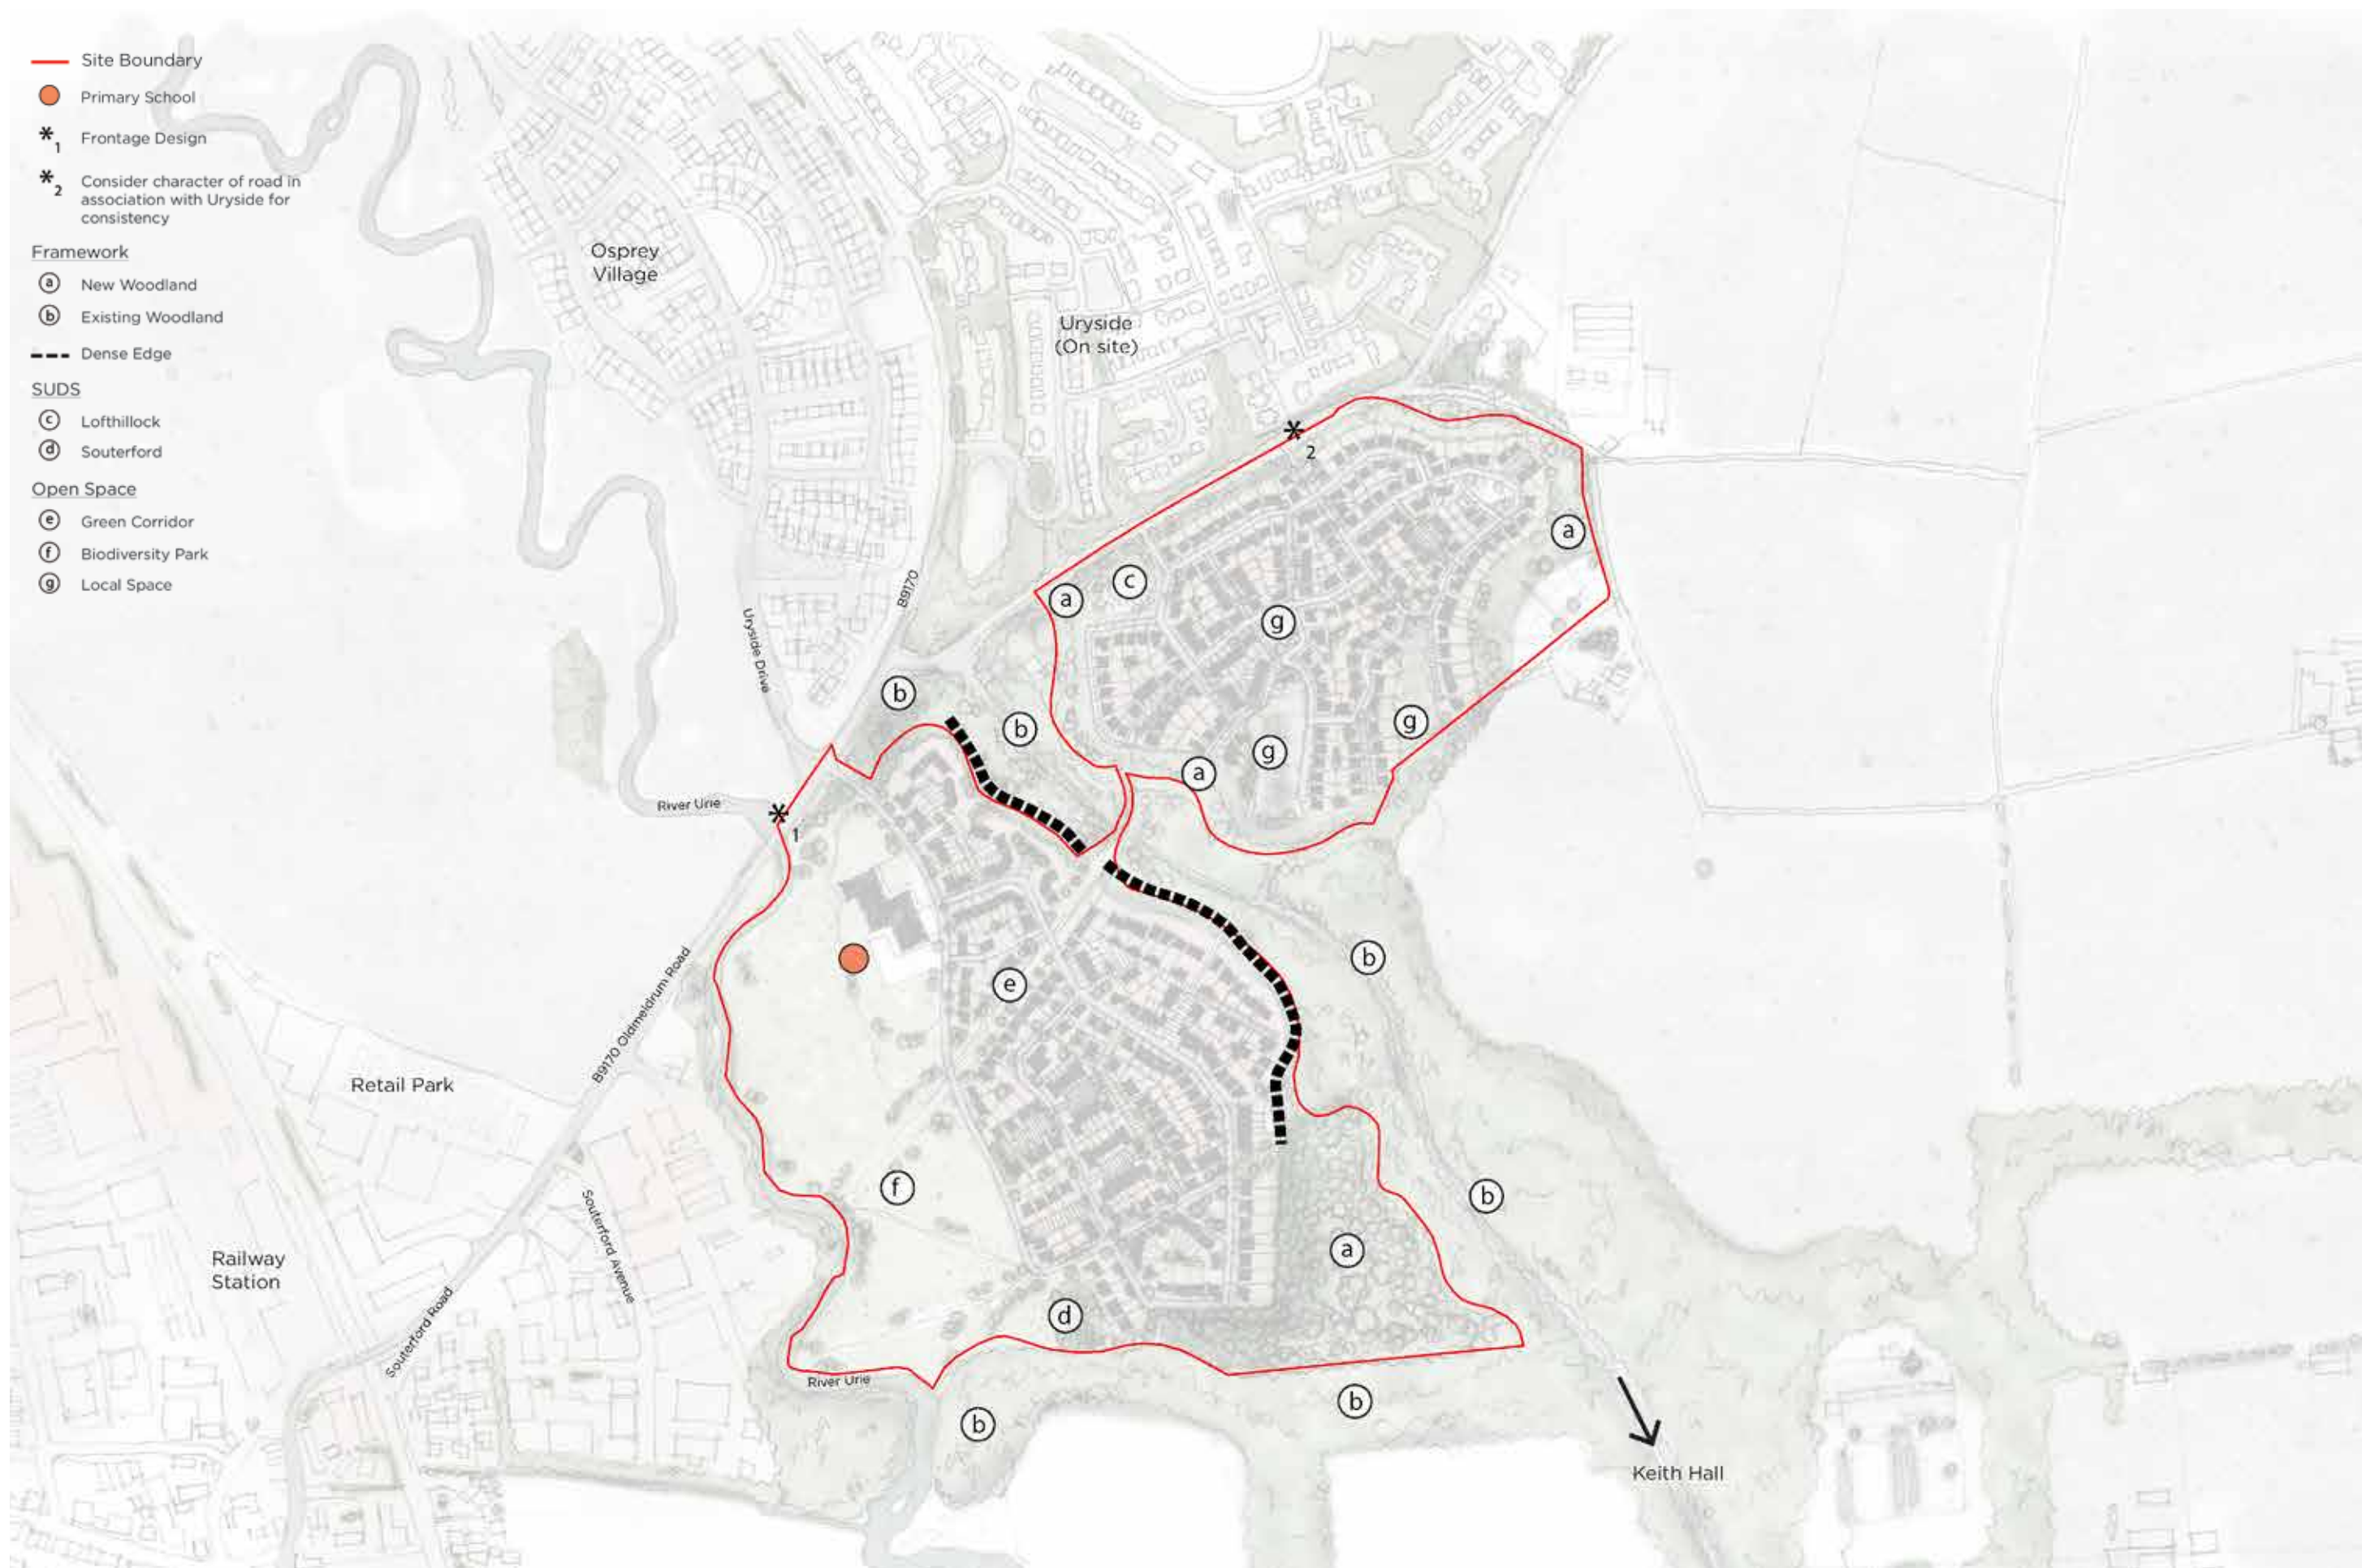 Site Boundary
Primary School
*1 Frontage Design
*2 Consider character of road in
association with Uryside for
consistency
Framework
a New Woodland
b Existing Woodland
Dense Edge
SUDS
c Lofthillock
d Souterford
Open Space
e Green Corridor
f Biodiversity Park
g Local Space
Osprey
Village
Uryside
(On site)
*
2
a
B9170
a
c
g
Uryside Drive
b
b
g
g
a
River Urie
*
1
b
e
B9170 Oldmeldrum Road
Retail Park
f
b
Souterford Avenue
a
Railway
Station
d
Souterford Road
River Urie
b
b
Keith Hall